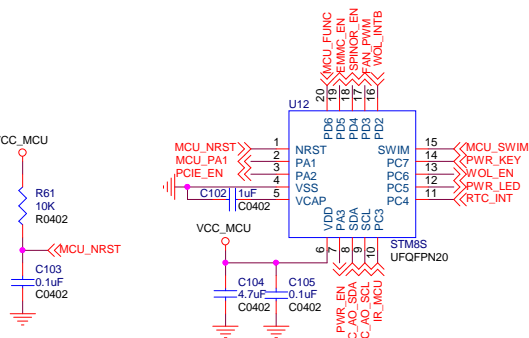 MCU_FUNC
EMMC_EN
SPINOR_EN
FAN_PWM
WOL_INTB
20
19
18
17
16
U12
PD6
PD5
PD4
PD3
PD2
MCU_NRST 1 NRST
MCU_PA1 2 PA1
PCIE_EN 3 PA2
4 VSS
5 VCAP
SWIM 15 MCU_SWIM
PC7 14 PWR_KEY
PC6 13 WOL_EN
PC5 12 PWR_LED
PC4 11 RTC_INT
C102 1uF
C0402
VDD
PA3
SDA
SCL
PC3
STM8S
UFQFPN20
6
7
8
9
10
PWR_EN
C_AO_SDA
C_AO_SCL
IR_MCU
VCC_MCU
C104
4.7uF
C0402
C105
0.1uF
C0402
VCC_MCU
R61
10K
R0402
MCU_NRST
C103
0.1uF
C0402